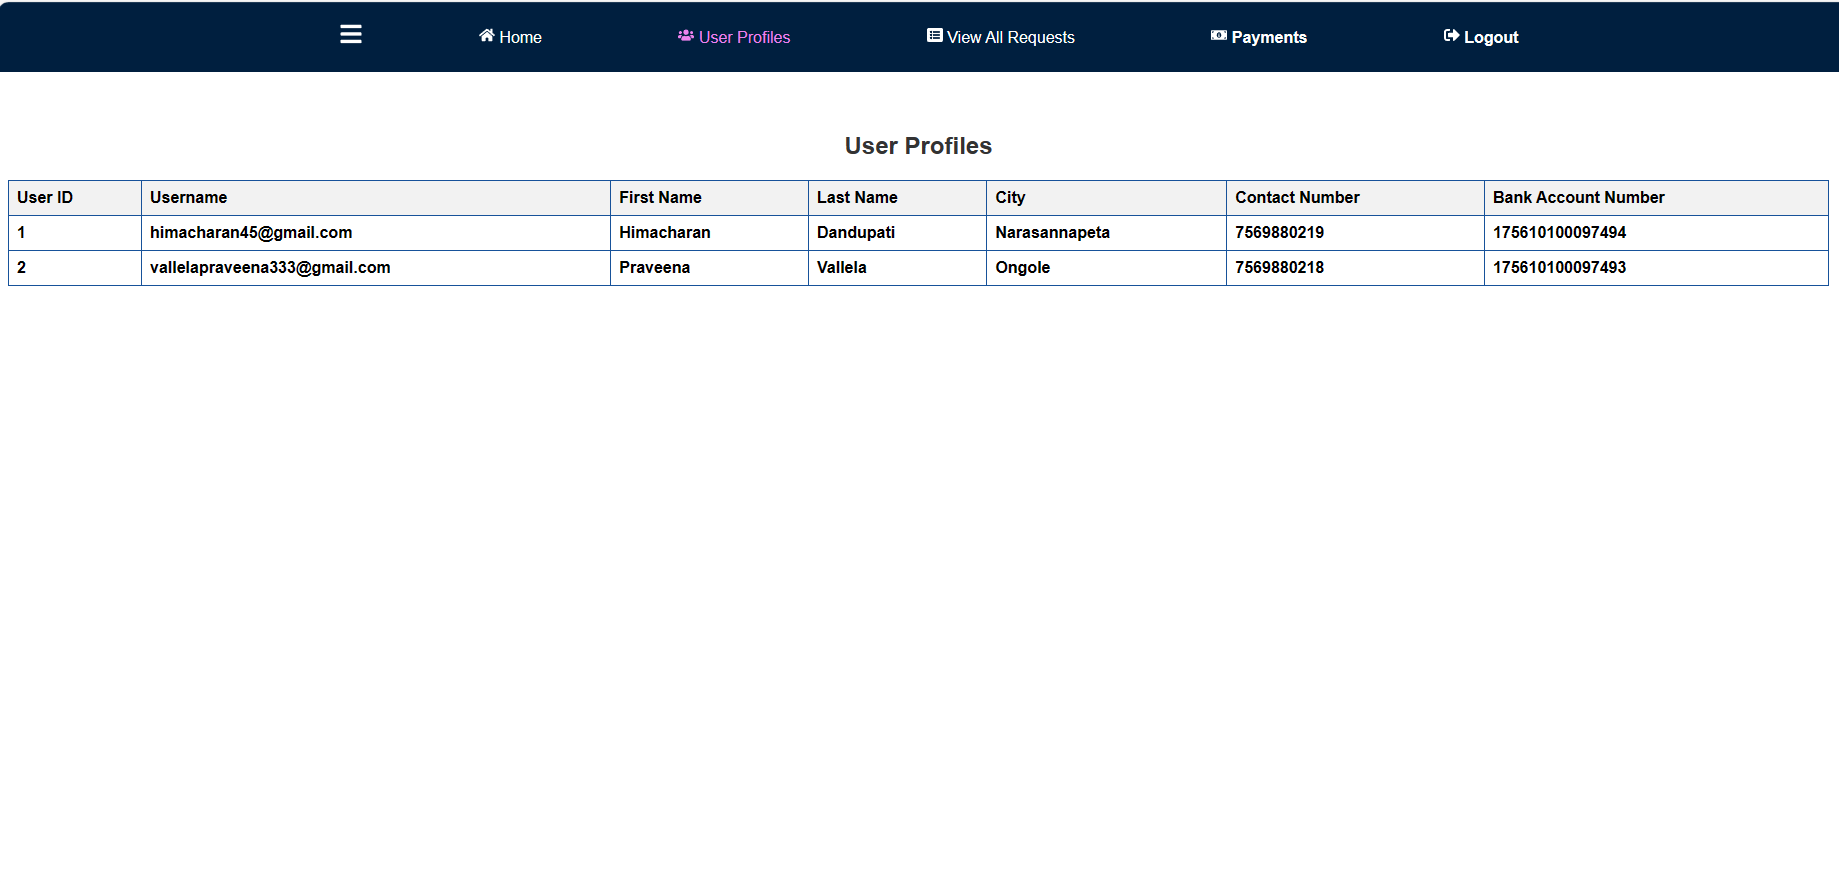 Home User Profiles View All Requests Payments Logout
User Profiles
User ID Username First Name Last Name City Contact Number Bank Account Number
1 himacharan45@gmail.com Himacharan Dandupati Narasannapeta 7569880219 175610100097494
2 vallelapraveena333@gmail.com Praveena Vallela Ongole 7569880218 175610100097493